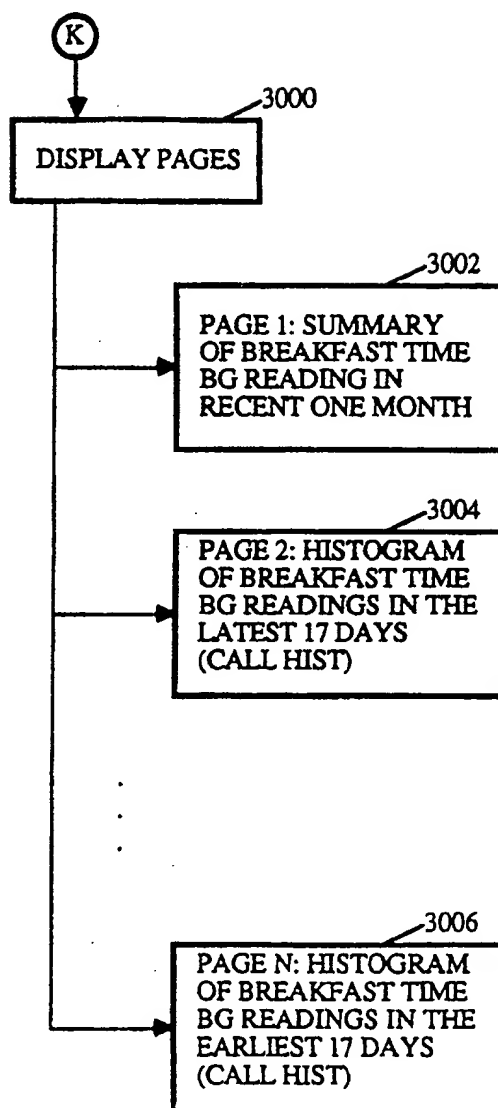 K
3000
DISPLAY PAGES
3002
PAGE 1: SUMMARY
OF BREAKFAST TIME
BG READING IN
RECENT ONE MONTH
3004
PAGE 2: HISTOGRAM
OF BREAKFAST TIME
BG READINGS IN THE
LATEST 17 DAYS
(CALL HIST)
3006
PAGE N: HISTOGRAM
OF BREAKFAST TIME
BG READINGS IN THE
EARLIEST 17 DAYS
(CALL HIST)